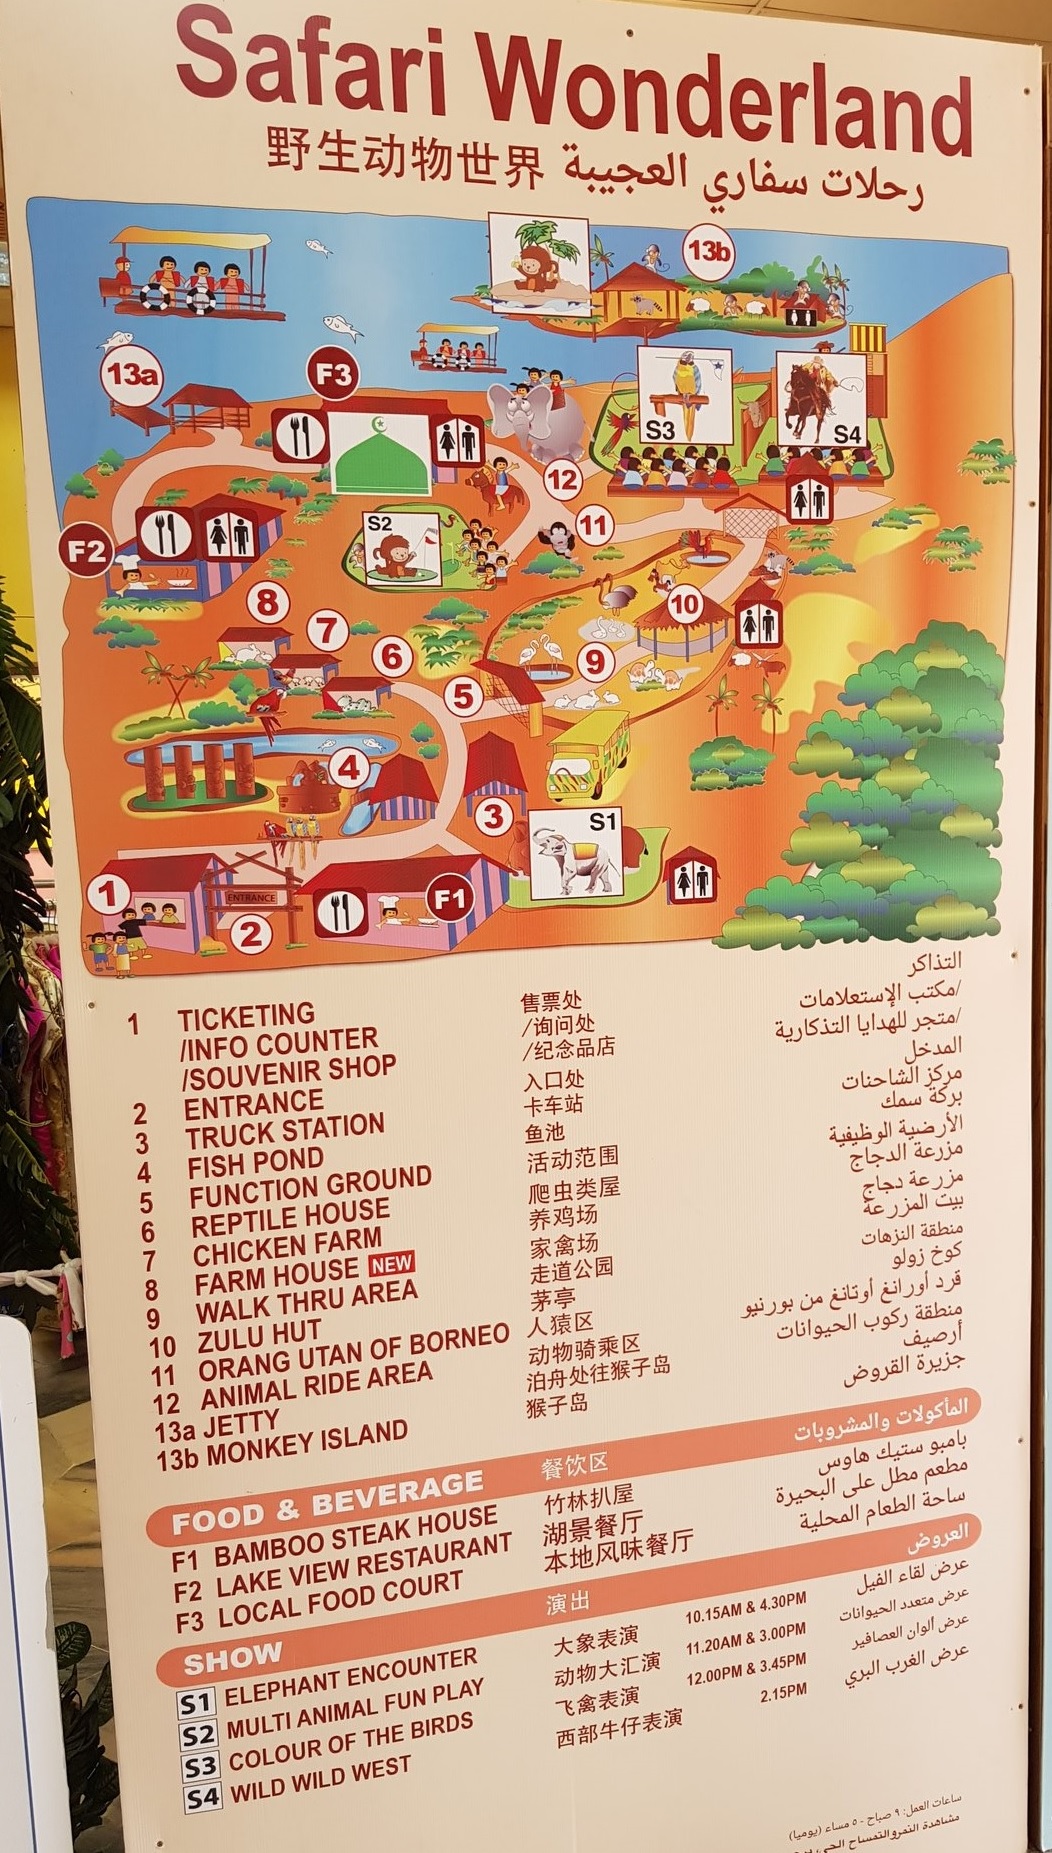 Safari Wonderland
野生动物世界 رحلات سفاري العجيبة
13b
13a
F3
S3
S4
12
F2
S2
11
8
7
6
10
9
5
4
3
S1
1
ENTRANCE
2
F1
1 TICKETING 售票处 التذاكر
/INFO COUNTER /询问处 /مكتب الإستعلامات
/SOUVENIR SHOP /纪念品店 /متجر للهدايا التذكارية
2 ENTRANCE 入口处 المدخل
3 TRUCK STATION 卡车站 مركز الشاحنات
4 FISH POND 鱼池 بركة سمك
5 FUNCTION GROUND 活动范围 الأرضية الوظيفية
6 REPTILE HOUSE 爬虫类屋 مزرعة الدجاج
7 CHICKEN FARM 养鸡场 مزرعة دجاج
8 FARM HOUSE NEW 家禽场 بيت المزرعة
9 WALK THRU AREA 走道公园 منطقة النزهات
10 ZULU HUT 茅亭 كوخ زولو
11 ORANG UTAN OF BORNEO 人猿区 قرد أورانغ أوتانغ من بورنيو
12 ANIMAL RIDE AREA 动物骑乘区 منطقة ركوب الحيوانات
13a JETTY 泊舟处往猴子岛 أرصيف
13b MONKEY ISLAND 猴子岛 جزيرة القروض
FOOD & BEVERAGE 餐饮区 المأكولات والمشروبات
F1 BAMBOO STEAK HOUSE 竹林扒屋 بامبو ستيك هاوس
F2 LAKE VIEW RESTAURANT 湖景餐厅 مطعم مطل على البحيرة
F3 LOCAL FOOD COURT 本地风味餐厅 ساحة الطعام المحلية
SHOW 演出 العروض
S1 ELEPHANT ENCOUNTER 大象表演 10.15AM & 4.30PM عرض لقاء الفيل
S2 MULTI ANIMAL FUN PLAY 动物大汇演 11.20AM & 3.00PM عرض متعدد الحيوانات
S3 COLOUR OF THE BIRDS 飞禽表演 12.00PM & 3.45PM عرض ألوان العصافير
S4 WILD WILD WEST 西部牛仔表演 2.15PM عرض الغرب البري
ساعات العمل: ٩ صباح - ٥ مساء (يوميا)
مشاهدة النمر والتمساح الحي